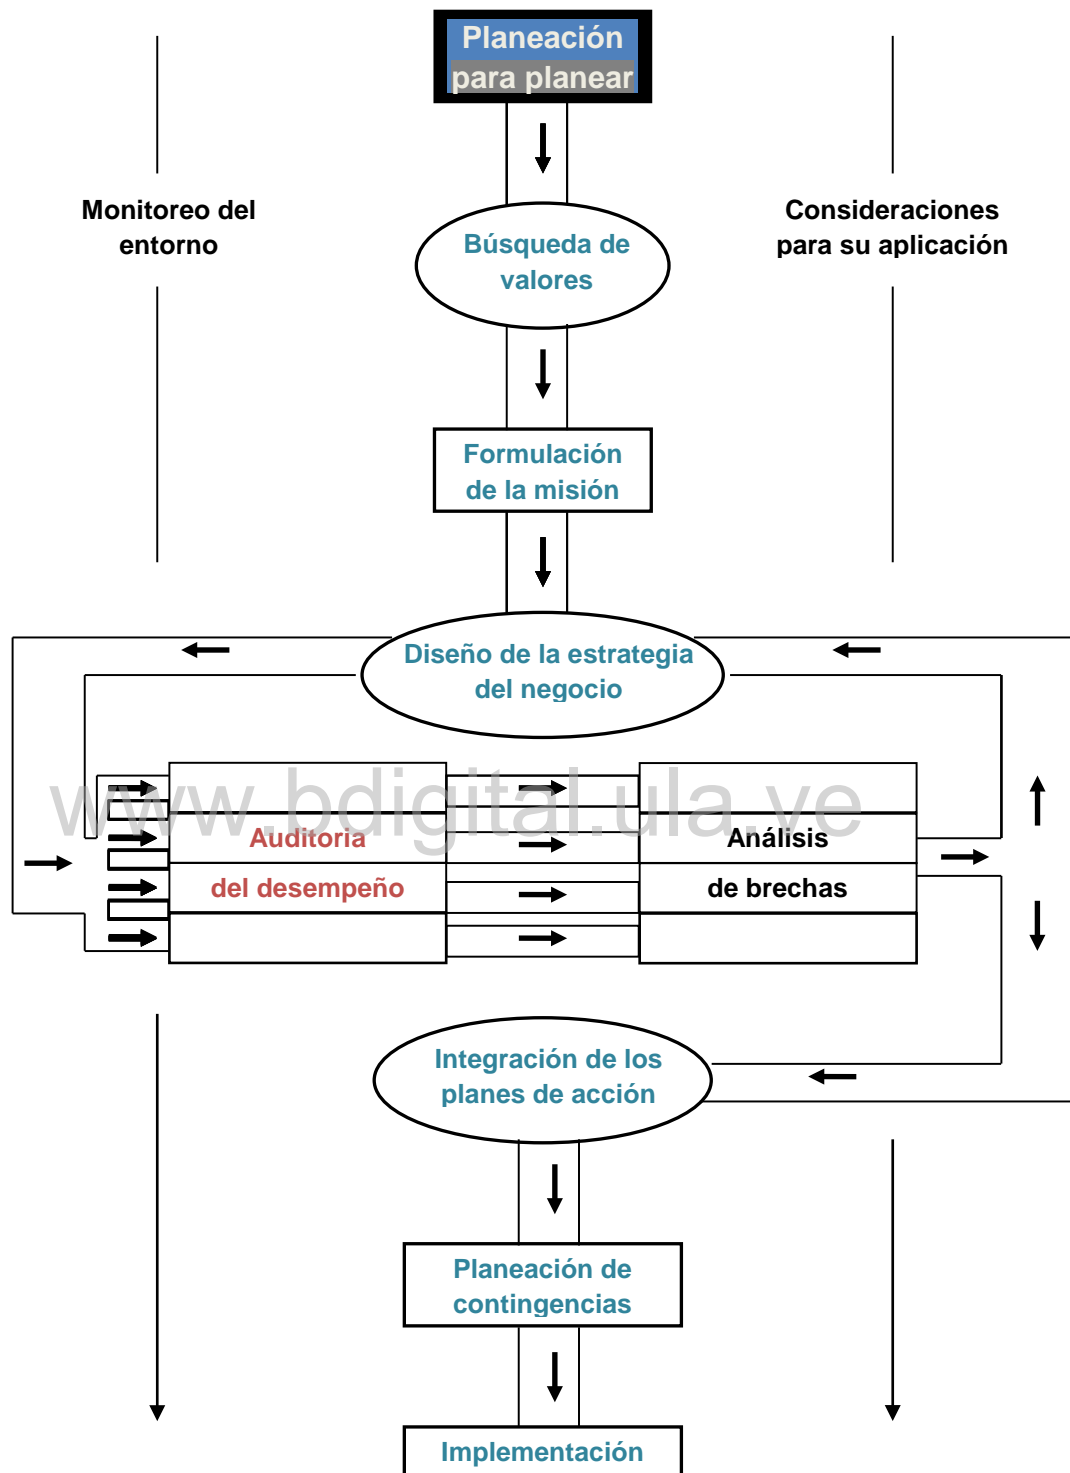 Planeación
para planear
Monitoreo del
entorno
Consideraciones
para su aplicación
Búsqueda de
valores
Formulación
de la misión
Diseño de la estrategia
del negocio
www.bdigital.ula.ve
Auditoria
del desempeño
Análisis
de brechas
Integración de los
planes de acción
Planeación de
contingencias
Implementación